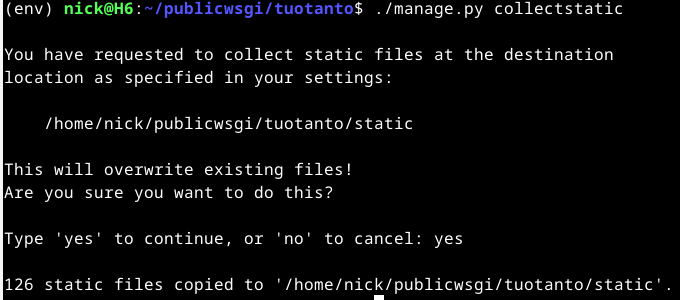 (env) nick@H6:~/publicwsgi/tuotanto$ ./manage.py collectstatic
You have requested to collect static files at the destination
location as specified in your settings:
/home/nick/publicwsgi/tuotanto/static
This will overwrite existing files!
Are you sure you want to do this?
Type 'yes' to continue, or 'no' to cancel: yes
126 static files copied to '/home/nick/publicwsgi/tuotanto/static'.